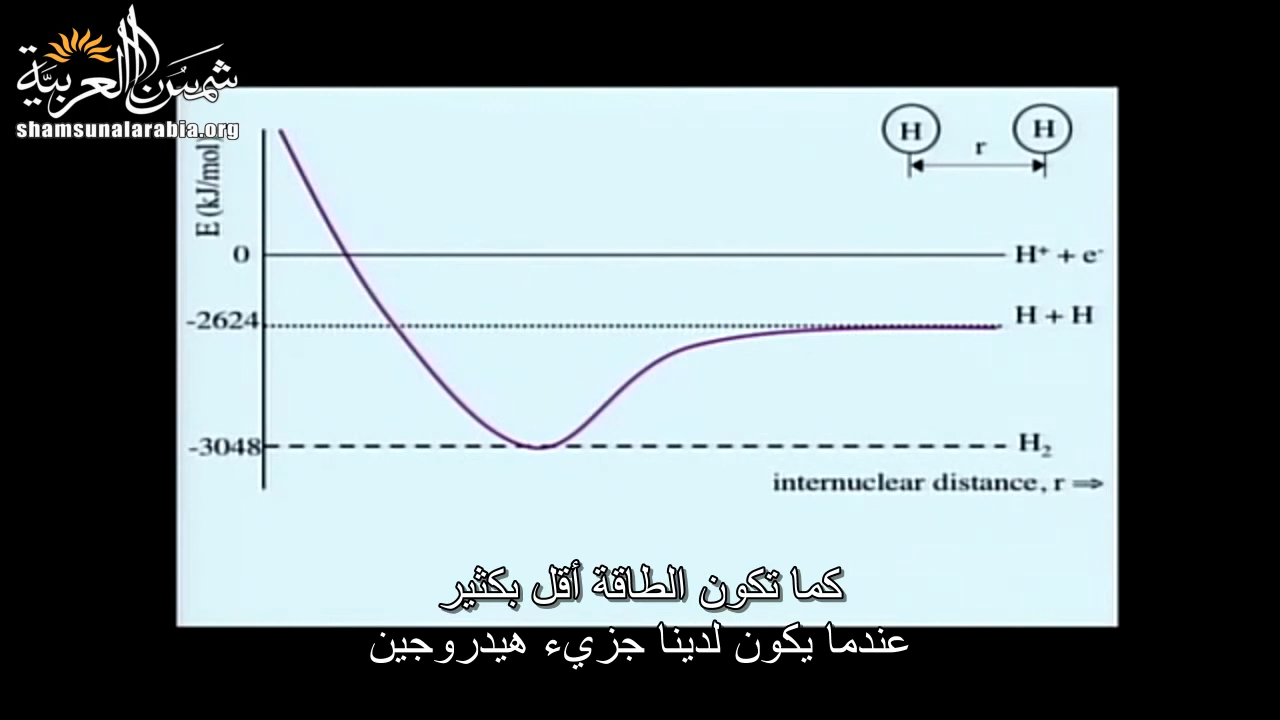 شمس العربية
shamsunalarabia.org
H H
r
E (kJ/mol)
0 H⁺ + e⁻
-2624 H + H
-3048 H₂
internuclear distance, r ⇒
كما تكون الطاقة أقل بكثير
عندما يكون لدينا جزيء هيدروجين